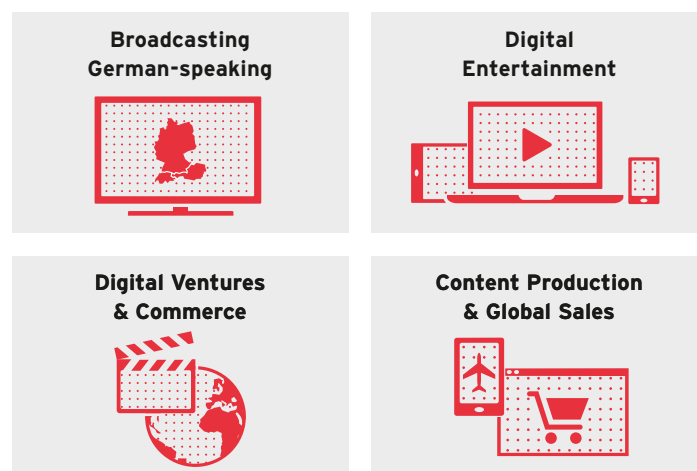 Broadcasting
German-speaking
Digital
Entertainment
Digital Ventures
& Commerce
Content Production
& Global Sales